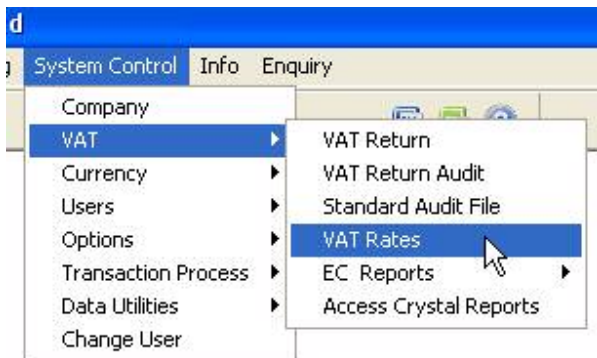 d
System Control Info Enquiry
Company
VAT
Currency
Users
Options
Transaction Process
Data Utilities
Change User
VAT Return
VAT Return Audit
Standard Audit File
VAT Rates
EC Reports
Access Crystal Reports